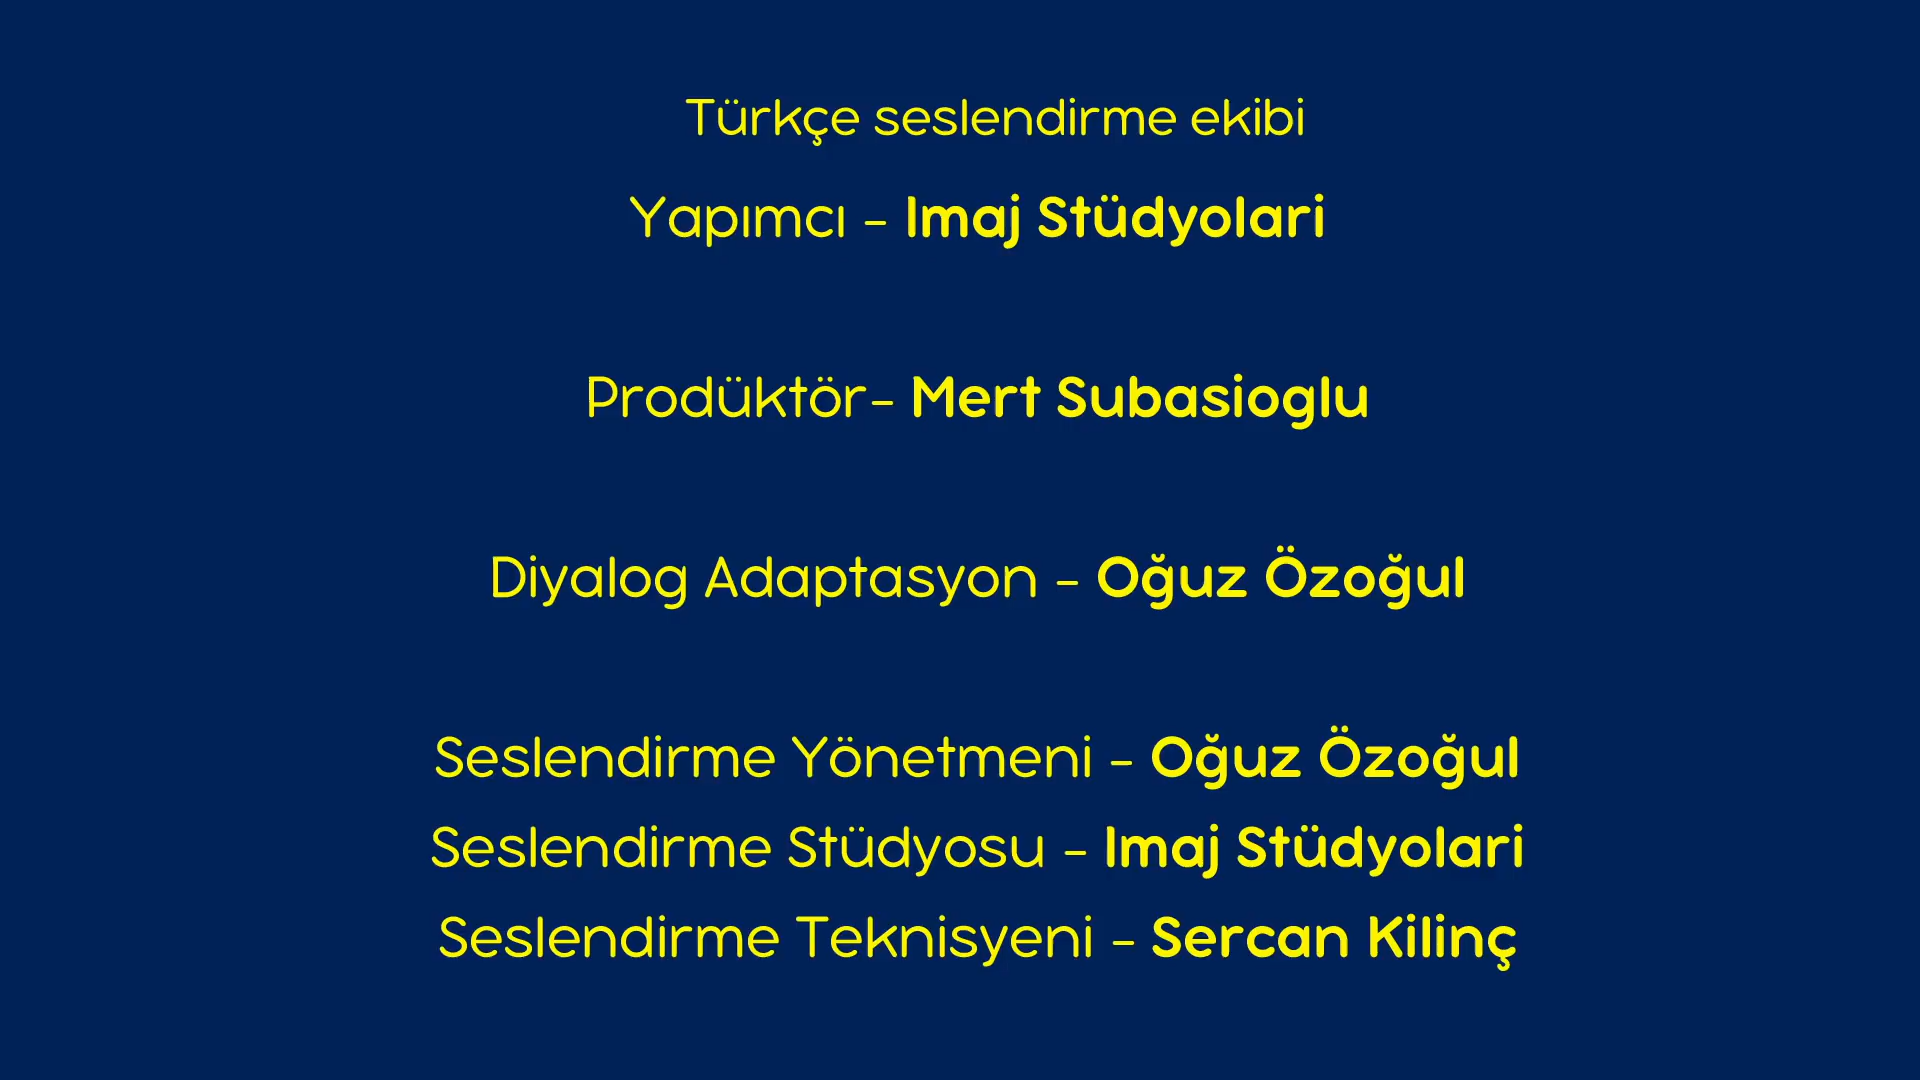 Türkçe seslendirme ekibi
Yapımcı - Imaj Stüdyolari
Prodüktör- Mert Subasioglu
Diyalog Adaptasyon - Oğuz Özoğul
Seslendirme Yönetmeni - Oğuz Özoğul
Seslendirme Stüdyosu - Imaj Stüdyolari
Seslendirme Teknisyeni - Sercan Kilinç